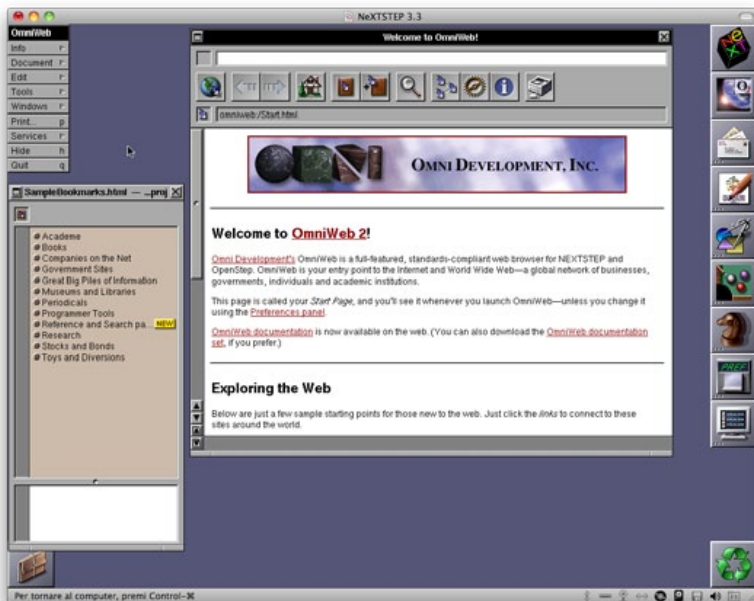 NeXTSTEP 3.3
OmniWeb
Info
Document
Edit
Tools
Windows
Print... p
Services
Hide h
Quit q
Welcome to OmniWeb!
omniweb:/Start.html
OMNI DEVELOPMENT, INC.
Welcome to OmniWeb 2!
Omni Development's OmniWeb is a full-featured, standards-compliant web browser for NEXTSTEP and
OpenStep. OmniWeb is your entry point to the Internet and World Wide Web—a global network of businesses,
governments, individuals and academic institutions.
This page is called your Start Page, and you'll see it whenever you launch OmniWeb—unless you change it
using the Preferences panel.
OmniWeb documentation is now available on the web. (You can also download the OmniWeb documentation
set, if you prefer.)
Exploring the Web
Below are just a few sample starting points for those new to the web. Just click the links to connect to these
sites around the world.
SampleBookmarks.html — ...proj
Academe
Books
Companies on the Net
Government Sites
Great Big Piles of Information
Museums and Libraries
Periodicals
Programmer Tools
Reference and Search pa... NEW
Research
Stocks and Bonds
Toys and Diversions
PREF
Per tornare al computer, premi Control-⌘